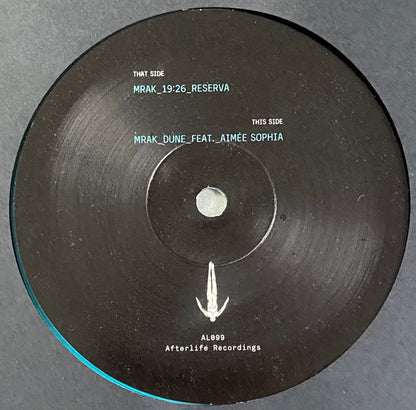 THAT SIDE
MRAK_19:26_RESERVA
THIS SIDE
MRAK_DUNE_FEAT._AIMÉE SOPHIA
AL099
Afterlife Recordings